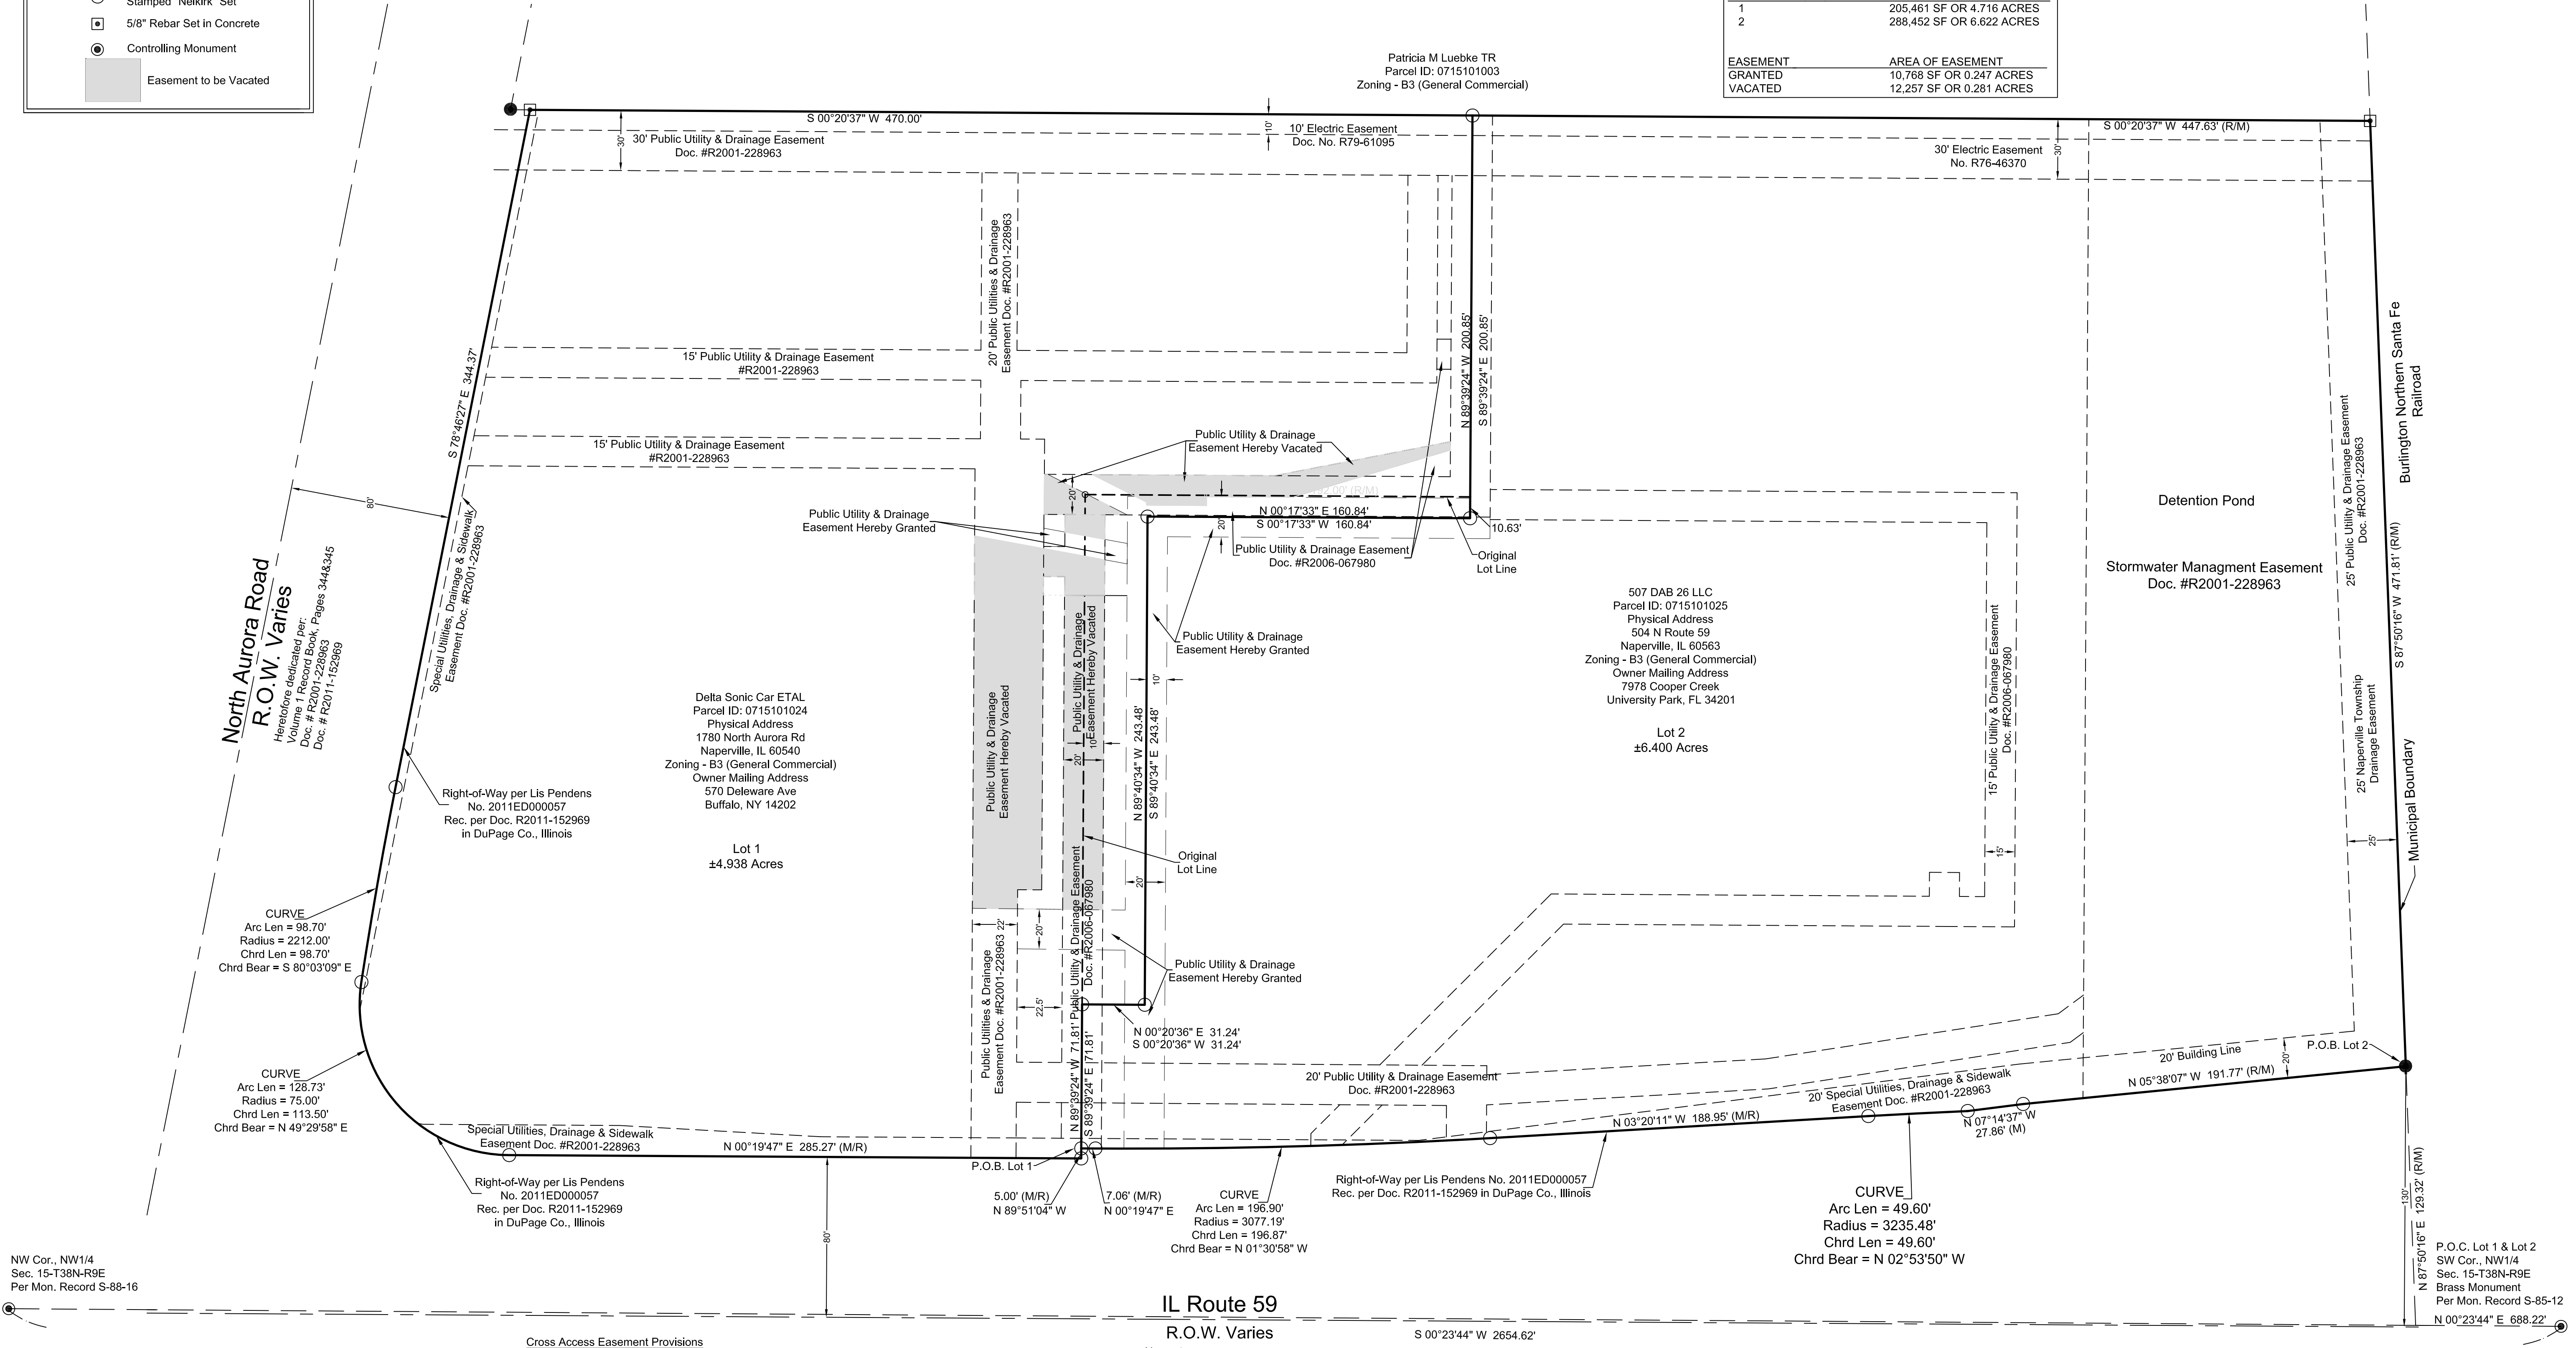 Stamped "Nelkirk" Set
5/8" Rebar Set in Concrete
Controlling Monument
Easement to be Vacated
1 205,461 SF OR 4.716 ACRES
2 288,452 SF OR 6.622 ACRES
EASEMENT AREA OF EASEMENT
GRANTED 10,768 SF OR 0.247 ACRES
VACATED 12,257 SF OR 0.281 ACRES
Patricia M Luebke TR
Parcel ID: 0715101003
Zoning - B3 (General Commercial)
S 00°20'37" W 470.00'
10'
10' Electric Easement
Doc. No. R79-61095
S 00°20'37" W 447.63' (R/M)
30'
30' Public Utility & Drainage Easement
Doc. #R2001-228963
30' Electric Easement
No. R76-46370
30'
20' Public Utilities & Drainage
Easement Doc. #R2001-228963
15' Public Utility & Drainage Easement
#R2001-228963
15' Public Utility & Drainage Easement
#R2001-228963
S 78°46'27" E 344.37'
80'
N 89°39'24" W 200.85'
S 89°39'24" E 200.85'
Public Utility & Drainage
Easement Hereby Vacated
20'
Public Utility & Drainage
Easement Hereby Granted
N 00°17'33" E 160.84'
S 00°17'33" W 160.84'
20'
10.63'
Public Utility & Drainage Easement
Doc. #R2006-067980
Original
Lot Line
Burlington Northern Santa Fe
Railroad
25' Public Utility & Drainage Easement
Doc. #R2001-228963
S 87°50'16" W 471.81' (R/M)
Detention Pond
Stormwater Managment Easement
Doc. #R2001-228963
North Aurora Road
R.O.W. Varies
Heretofore dedicated per:
Volume 1 Record Book, Pages 344&345
Doc. # R2001-228963
Doc. # R2011-152969
Special Utilities, Drainage & Sidewalk
Easement Doc. #R2001-228963
507 DAB 26 LLC
Parcel ID: 0715101025
Physical Address
504 N Route 59
Naperville, IL 60563
Zoning - B3 (General Commercial)
Owner Mailing Address
7978 Cooper Creek
University Park, FL 34201
Lot 2
±6.400 Acres
Public Utility & Drainage
Easement Hereby Granted
Public Utility & Drainage
Easement Hereby Vacated
Public Utility & Drainage
Easement Hereby Vacated
10'
20'
10'
N 89°40'34" W 243.48'
S 89°40'34" E 243.48'
Delta Sonic Car ETAL
Parcel ID: 0715101024
Physical Address
1780 North Aurora Rd
Naperville, IL 60540
Zoning - B3 (General Commercial)
Owner Mailing Address
570 Deleware Ave
Buffalo, NY 14202
Lot 1
±4.938 Acres
15' Public Utility & Drainage Easement
Doc. #R2006-067980
15'
25' Naperville Township
Drainage Easement
25'
Municipal Boundary
Right-of-Way per Lis Pendens
No. 2011ED000057
Rec. per Doc. R2011-152969
in DuPage Co., Illinois
Original
Lot Line
20'
CURVE
Arc Len = 98.70'
Radius = 2212.00'
Chrd Len = 98.70'
Chrd Bear = S 80°03'09" E
22'
20'
Public Utility & Drainage Easement
Doc. #R2006-067980
Public Utility & Drainage
Easement Hereby Granted
Public Utilities & Drainage
Easement Doc. #R2001-228963
22.5'
N 89°39'24" W 71.81'
S 89°39'24" E 71.81'
N 00°20'36" E 31.24'
S 00°20'36" W 31.24'
CURVE
Arc Len = 128.73'
Radius = 75.00'
Chrd Len = 113.50'
Chrd Bear = N 49°29'58" E
20' Public Utility & Drainage Easement
Doc. #R2001-228963
20' Building Line
20'
P.O.B. Lot 2
20' Special Utilities, Drainage & Sidewalk
Easement Doc. #R2001-228963
N 05°38'07" W 191.77' (R/M)
N 03°20'11" W 188.95' (M/R)
N 07°14'37" W
27.86' (M)
Special Utilities, Drainage & Sidewalk
Easement Doc. #R2001-228963
N 00°19'47" E 285.27' (M/R)
P.O.B. Lot 1
Right-of-Way per Lis Pendens
No. 2011ED000057
Rec. per Doc. R2011-152969
in DuPage Co., Illinois
5.00' (M/R)
N 89°51'04" W
7.06' (M/R)
N 00°19'47" E
CURVE
Arc Len = 196.90'
Radius = 3077.19'
Chrd Len = 196.87'
Chrd Bear = N 01°30'58" W
Right-of-Way per Lis Pendens No. 2011ED000057
Rec. per Doc. R2011-152969 in DuPage Co., Illinois
CURVE
Arc Len = 49.60'
Radius = 3235.48'
Chrd Len = 49.60'
Chrd Bear = N 02°53'50" W
80'
130'
N 87°50'16" E 129.32' (R/M)
P.O.C. Lot 1 & Lot 2
SW Cor., NW1/4
Sec. 15-T38N-R9E
Brass Monument
Per Mon. Record S-85-12
NW Cor., NW1/4
Sec. 15-T38N-R9E
Per Mon. Record S-88-16
IL Route 59
R.O.W. Varies
S 00°23'44" W 2654.62'
N 00°23'44" E 688.22'
Cross Access Easement Provisions